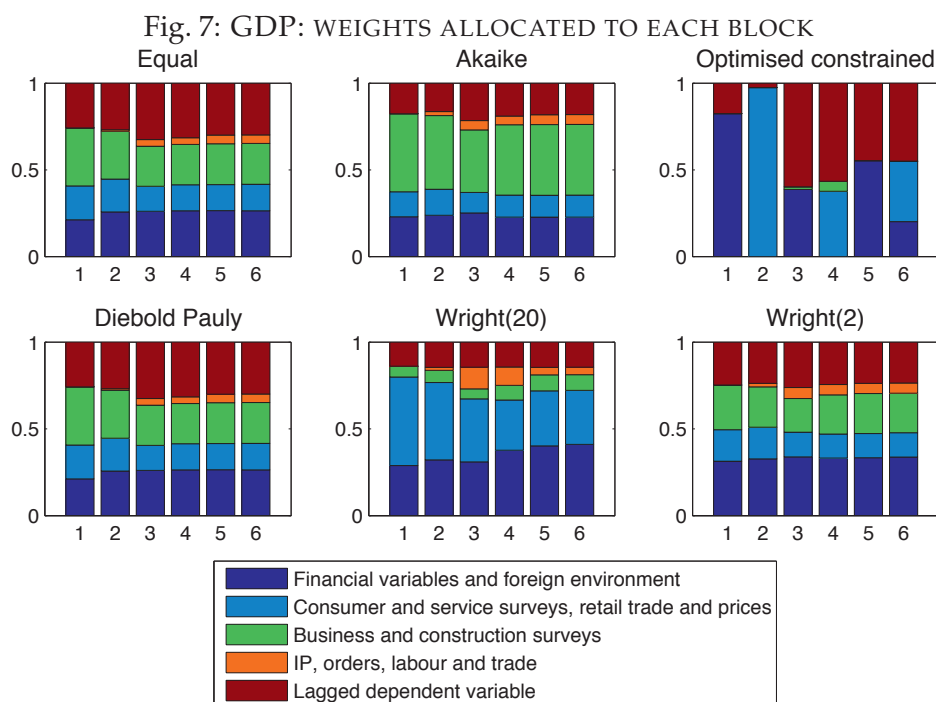 Fig. 7: GDP: WEIGHTS ALLOCATED TO EACH BLOCK
Equal
Akaike
Optimised constrained
1
0.5
0
1 2 3 4 5 6
1
0.5
0
1 2 3 4 5 6
1
0.5
0
1 2 3 4 5 6
Diebold Pauly
Wright(20)
Wright(2)
1
0.5
0
1 2 3 4 5 6
1
0.5
0
1 2 3 4 5 6
1
0.5
0
1 2 3 4 5 6
Financial variables and foreign environment
Consumer and service surveys, retail trade and prices
Business and construction surveys
IP, orders, labour and trade
Lagged dependent variable